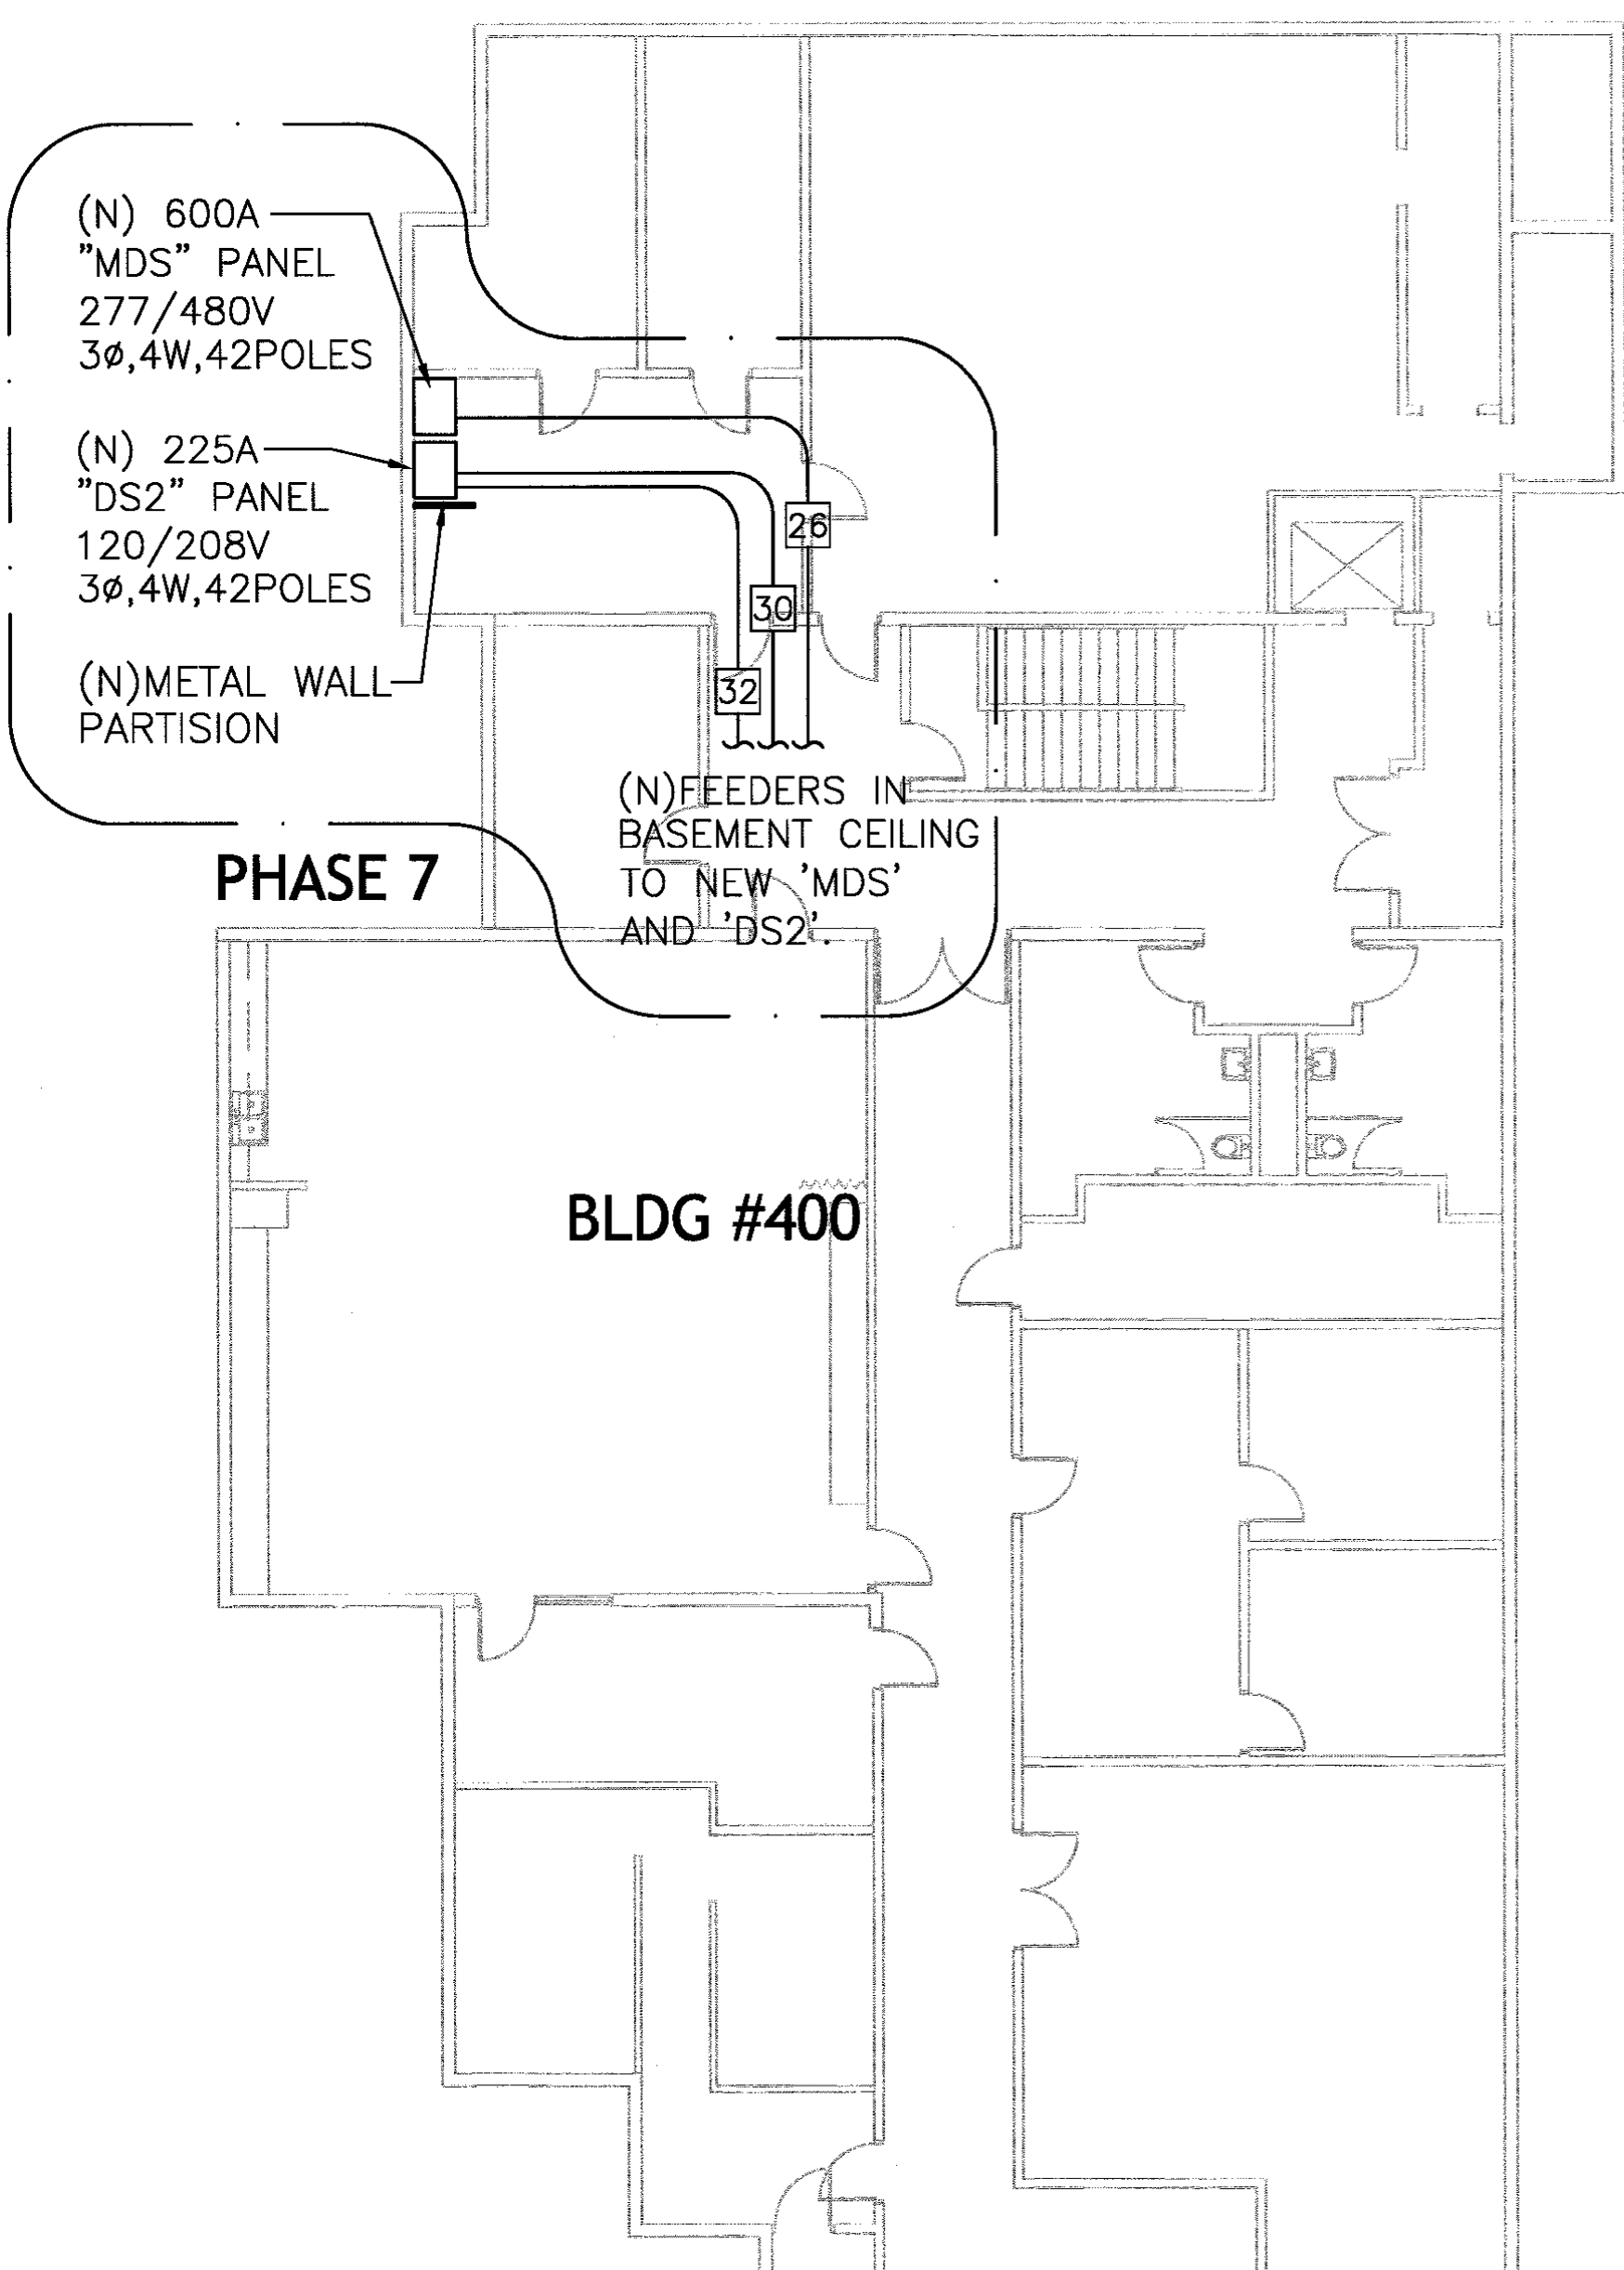 (N) 600A
"MDS" PANEL
277/480V
3ø,4W,42POLES
(N) 225A
"DS2" PANEL
120/208V
3ø,4W,42POLES
(N)METAL WALL
PARTISION
26
30
32
(N)FEEDERS IN
BASEMENT CEILING
TO NEW 'MDS'
AND 'DS2'.
PHASE 7
BLDG #400